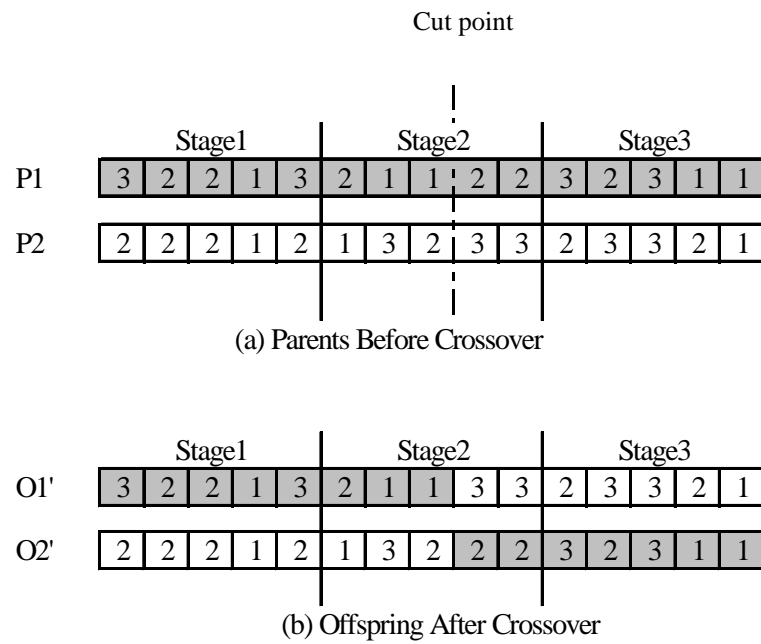 Cut point
Stage1 Stage2 Stage3
P1 3 2 2 1 3 2 1 1 2 2 3 2 3 1 1
P2 2 2 2 1 2 1 3 2 3 3 2 3 3 2 1
(a) Parents Before Crossover
Stage1 Stage2 Stage3
O1' 3 2 2 1 3 2 1 1 3 3 2 3 3 2 1
O2' 2 2 2 1 2 1 3 2 2 2 3 2 3 1 1
(b) Offspring After Crossover